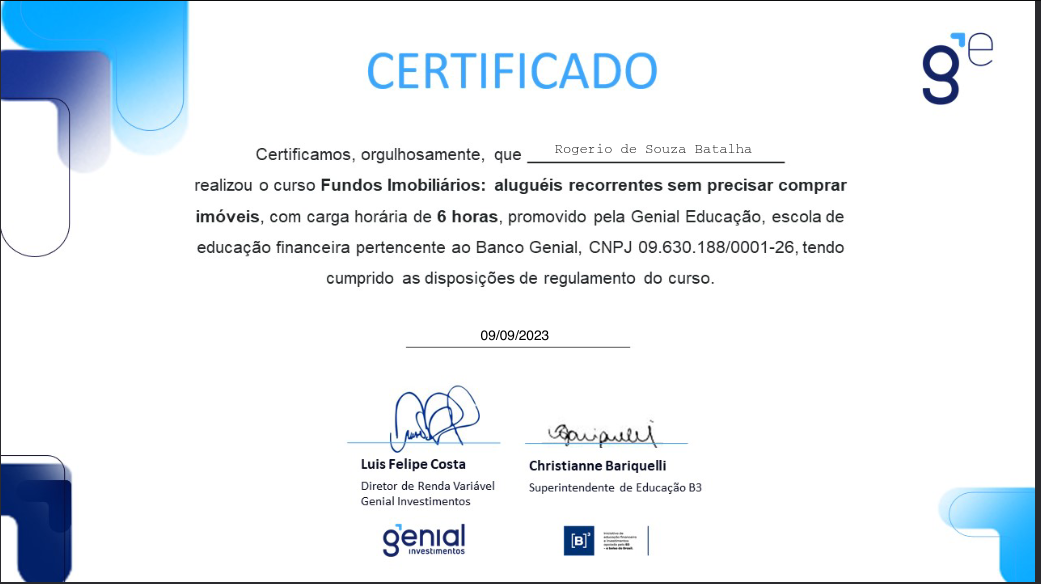 CERTIFICADO
ge
Certificamos, orgulhosamente, que Rogerio de Souza Batalha
realizou o curso Fundos Imobiliários: aluguéis recorrentes sem precisar comprar
imóveis, com carga horária de 6 horas, promovido pela Genial Educação, escola de
educação financeira pertencente ao Banco Genial, CNPJ 09.630.188/0001-26, tendo
cumprido as disposições de regulamento do curso.
09/09/2023
Luis Felipe Costa
Diretor de Renda Variável
Genial Investimentos
Christianne Bariquelli
Superintendente de Educação B3
genial
investimentos
[B]³